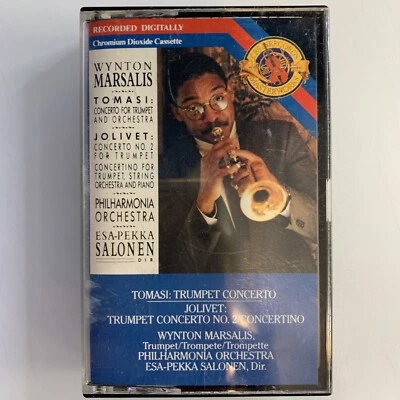 RECORDED DIGITALLY
Chromium Dioxide Cassette
WYNTON
MARSALIS
TOMASI:
CONCERTO FOR TRUMPET
AND ORCHESTRA
JOLIVET:
CONCERTO NO. 2
FOR TRUMPET
CONCERTINO FOR
TRUMPET, STRING
ORCHESTRA AND PIANO
PHILHARMONIA
ORCHESTRA
ESA-PEKKA
SALONEN
DIR.
TOMASI: TRUMPET CONCERTO
JOLIVET:
TRUMPET CONCERTO NO. 2/CONCERTINO
WYNTON MARSALIS,
Trumpet/Trompete/Trompette
PHILHARMONIA ORCHESTRA
ESA-PEKKA SALONEN, Dir.